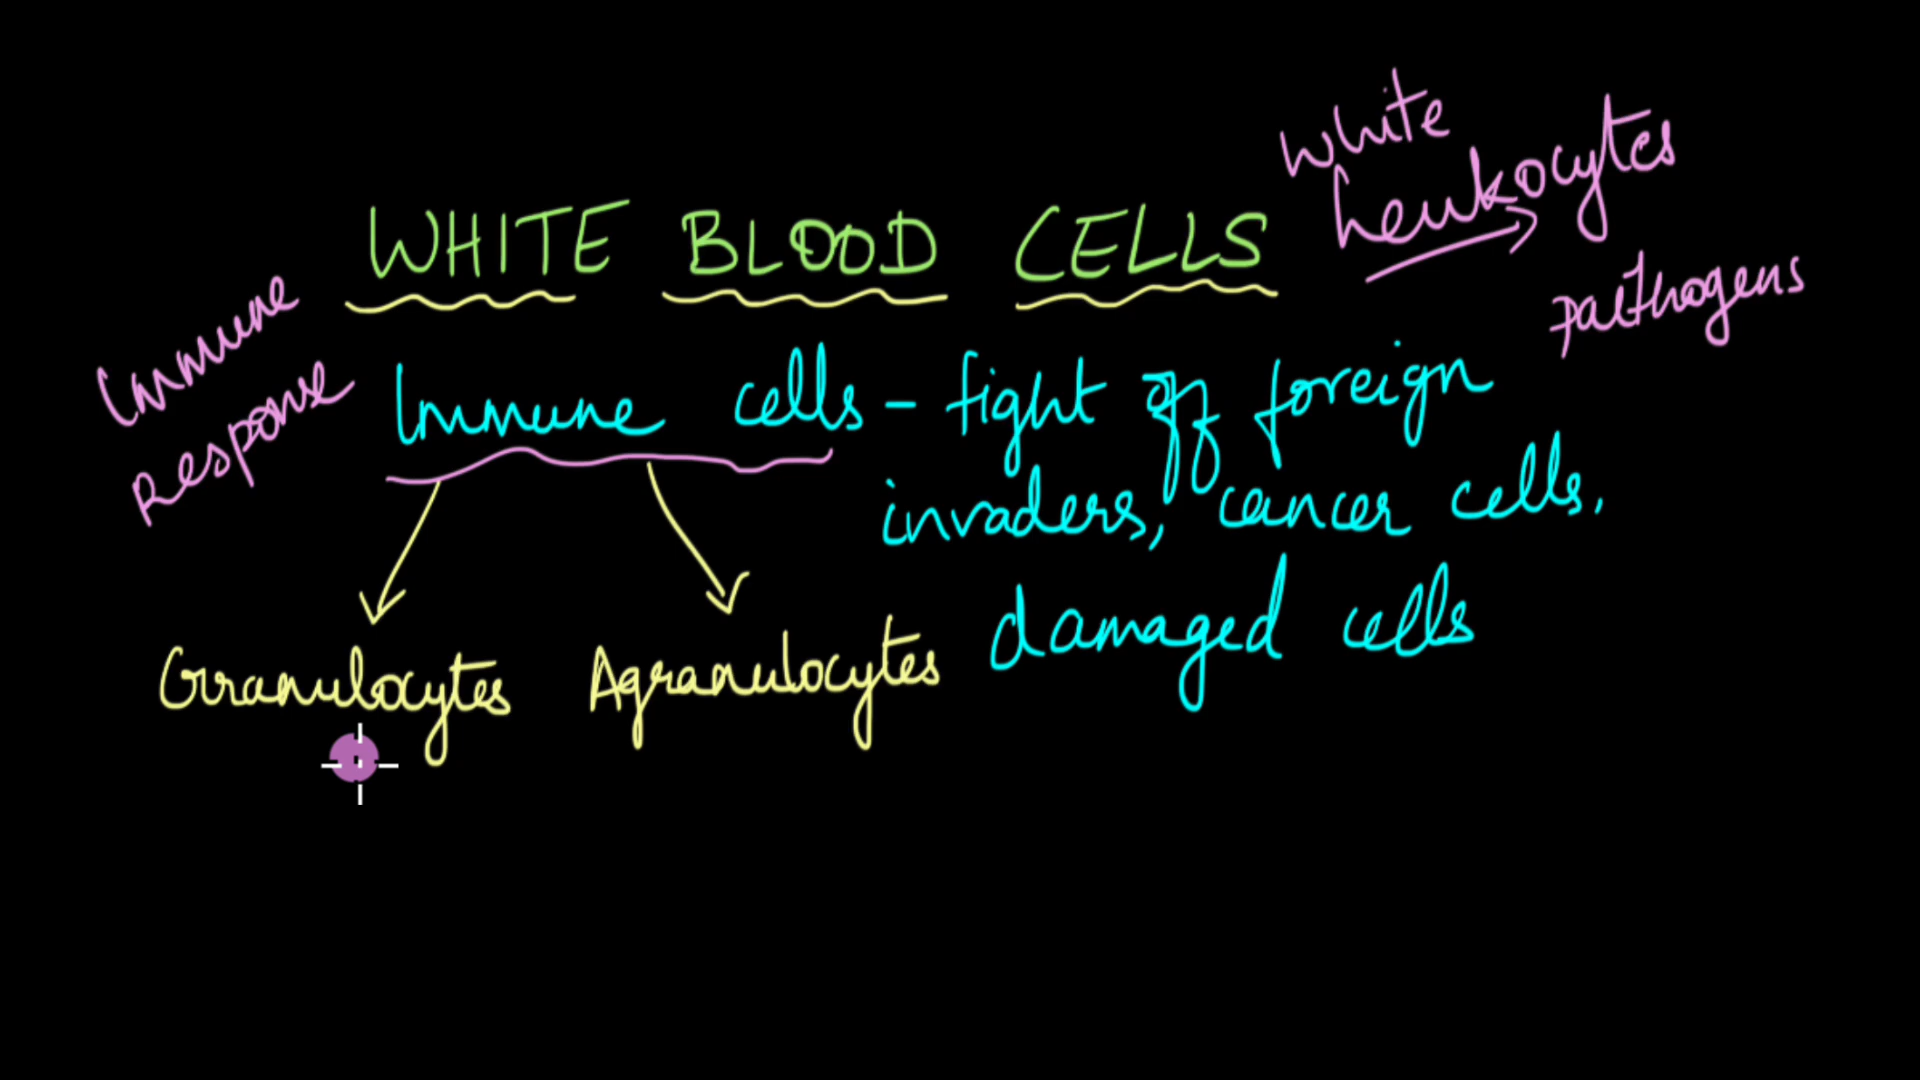 white
Leukocytes
WHITE BLOOD CELLS
pathogens
Immune
response
Immune cells - fight off foreign
invaders, cancer cells,
damaged cells
Granulocytes Agranulocytes